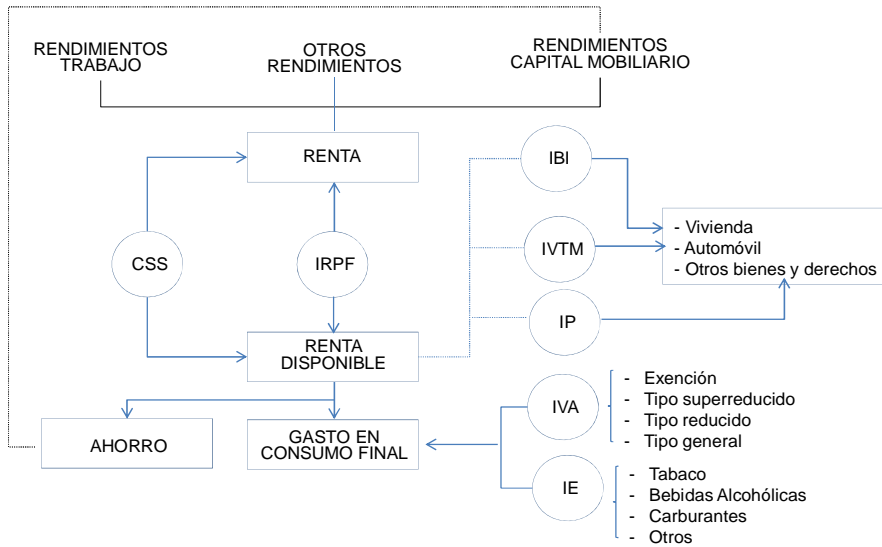 RENDIMIENTOS
TRABAJO
OTROS
RENDIMIENTOS
RENDIMIENTOS
CAPITAL MOBILIARIO
RENTA
IBI
CSS
IRPF
IVTM
- Vivienda
- Automóvil
- Otros bienes y derechos
IP
RENTA
DISPONIBLE
IVA
- Exención
- Tipo superreducido
- Tipo reducido
- Tipo general
AHORRO
GASTO EN
CONSUMO FINAL
IE
- Tabaco
- Bebidas Alcohólicas
- Carburantes
- Otros